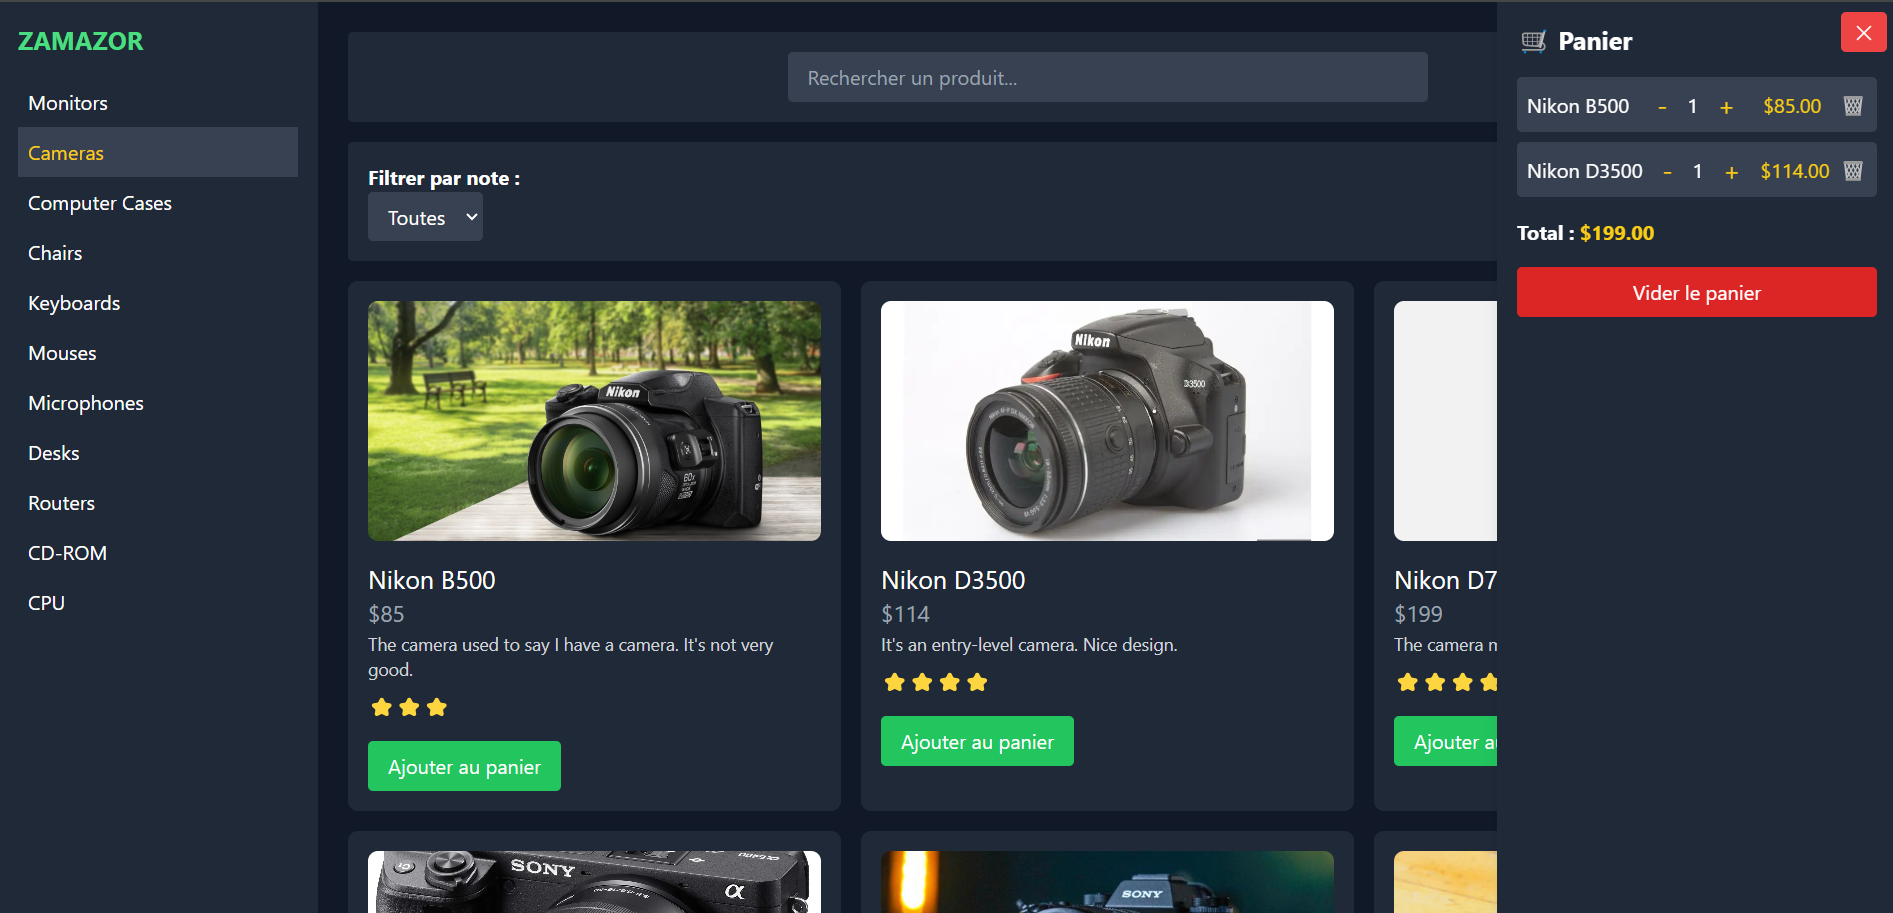 ZAMAZOR
Monitors
Cameras
Computer Cases
Chairs
Keyboards
Mouses
Microphones
Desks
Routers
CD-ROM
CPU
Rechercher un produit...
Filtrer par note :
Toutes
Nikon
60x
Nikon B500
$85
The camera used to say I have a camera. It's not very
good.
Ajouter au panier
Nikon
D3500
Nikon D3500
$114
It's an entry-level camera. Nice design.
Ajouter au panier
Nikon D7
$199
The camera
Ajouter a
SONY
α
SONY
Panier
Nikon B500 - 1 + $85.00
Nikon D3500 - 1 + $114.00
Total : $199.00
Vider le panier